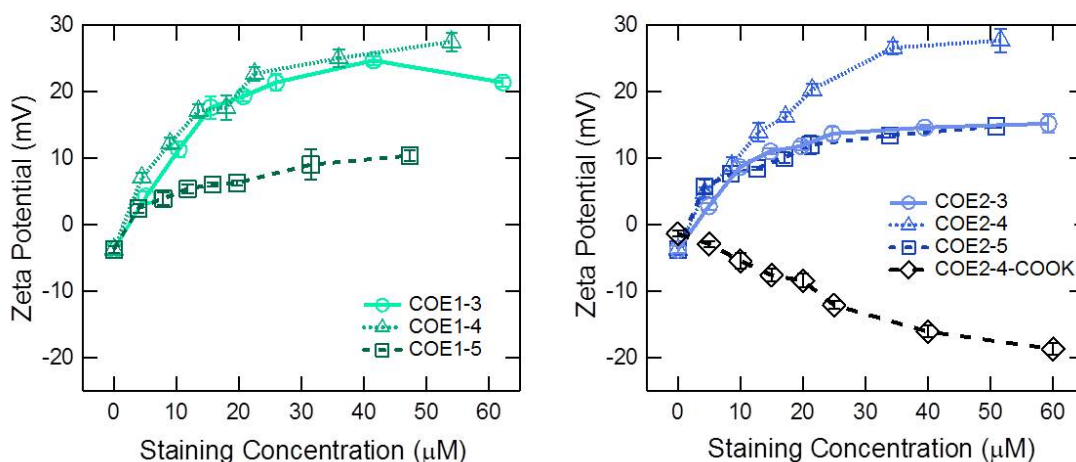 30
20
10
0
-10
-20
Zeta Potential (mV)
COE1-3
COE1-4
COE1-5
0 10 20 30 40 50 60
Staining Concentration (μM)
30
20
10
0
-10
-20
Zeta Potential (mV)
COE2-3
COE2-4
COE2-5
COE2-4-COOK
0 10 20 30 40 50 60
Staining Concentration (μM)